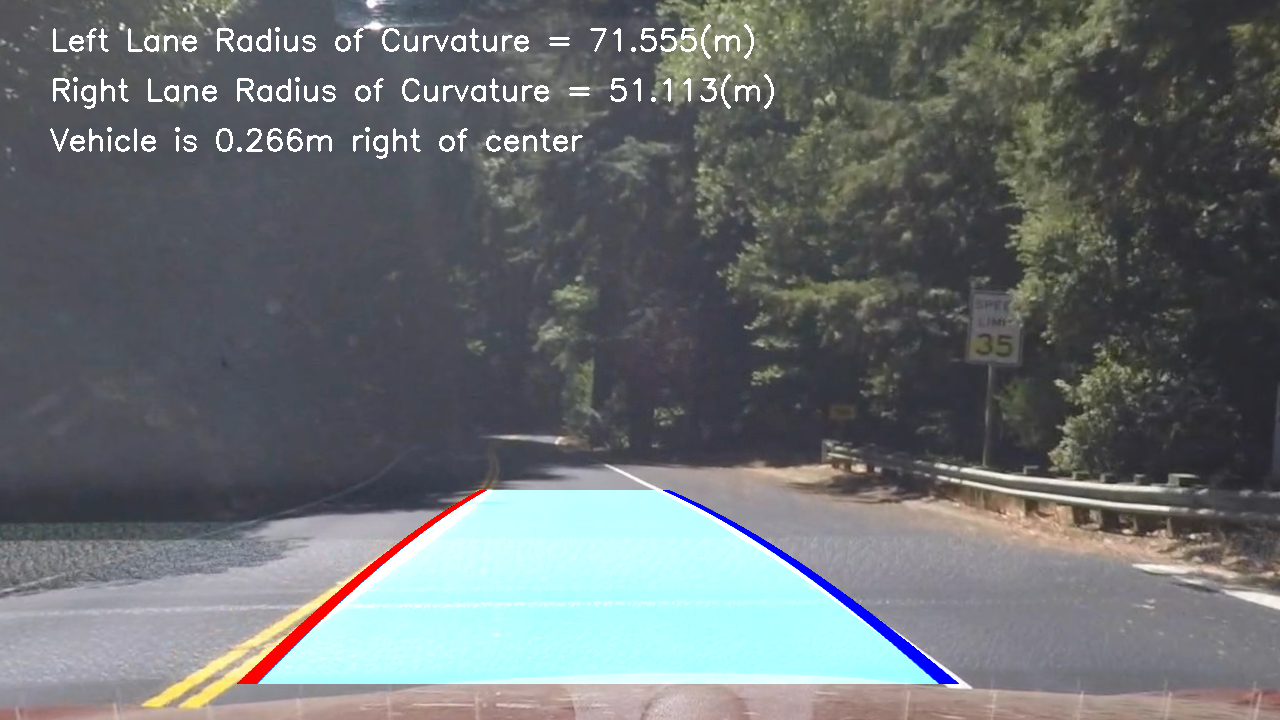 Left Lane Radius of Curvature = 71.555(m)
Right Lane Radius of Curvature = 51.113(m)
Vehicle is 0.266m right of center
SPEED
LIMIT
35